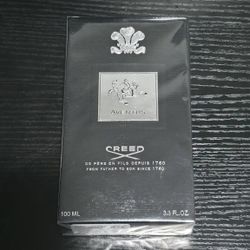 AVENTUS
CREED
DE PÈRE EN FILS DEPUIS 1760
FROM FATHER TO SON SINCE 1760
100 ML 3.3 FL.OZ.